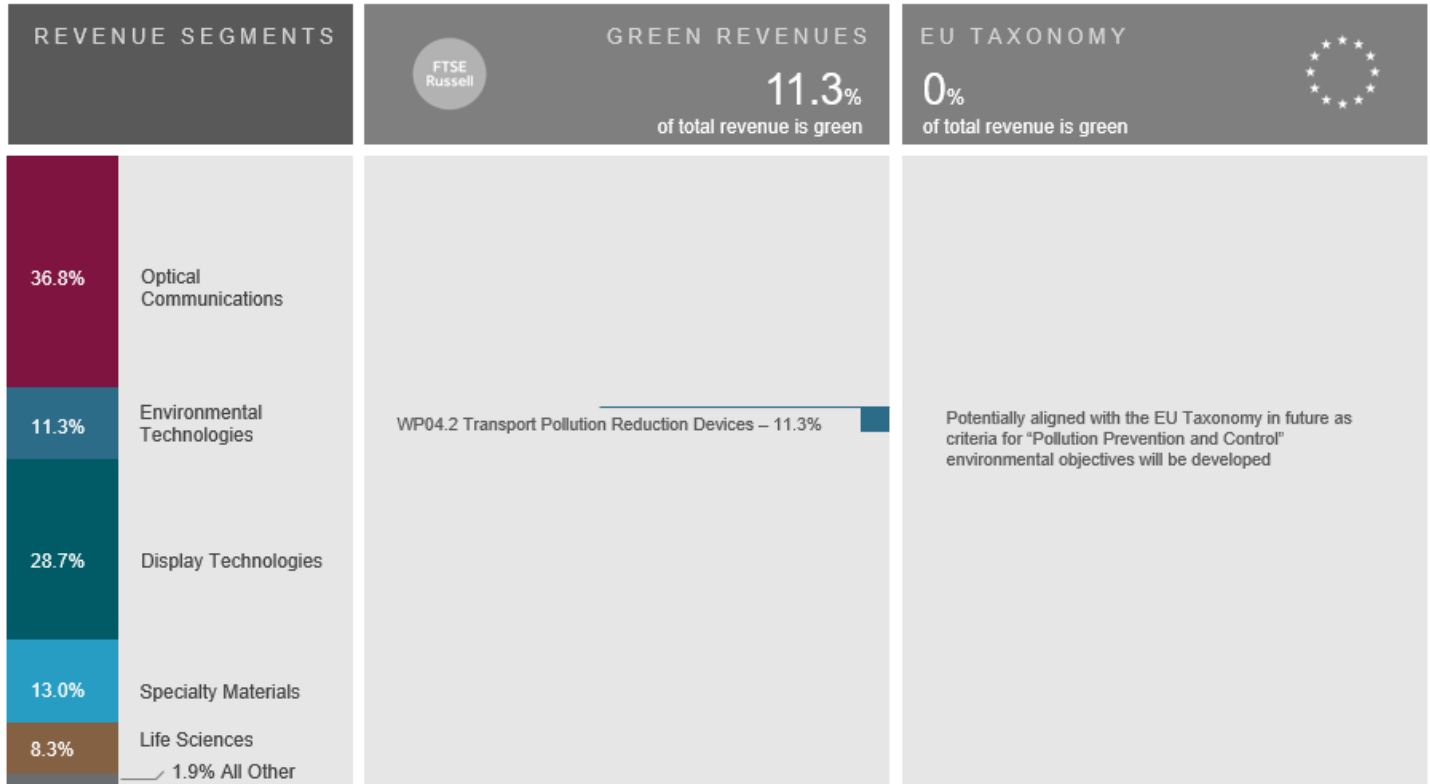 REVENUE SEGMENTS
FTSE
Russell
GREEN REVENUES
11.3%
of total revenue is green
EU TAXONOMY
0%
of total revenue is green
36.8%
Optical
Communications
11.3%
Environmental
Technologies
WP04.2 Transport Pollution Reduction Devices – 11.3%
Potentially aligned with the EU Taxonomy in future as
criteria for “Pollution Prevention and Control”
environmental objectives will be developed
28.7%
Display Technologies
13.0%
Specialty Materials
8.3%
Life Sciences
1.9% All Other